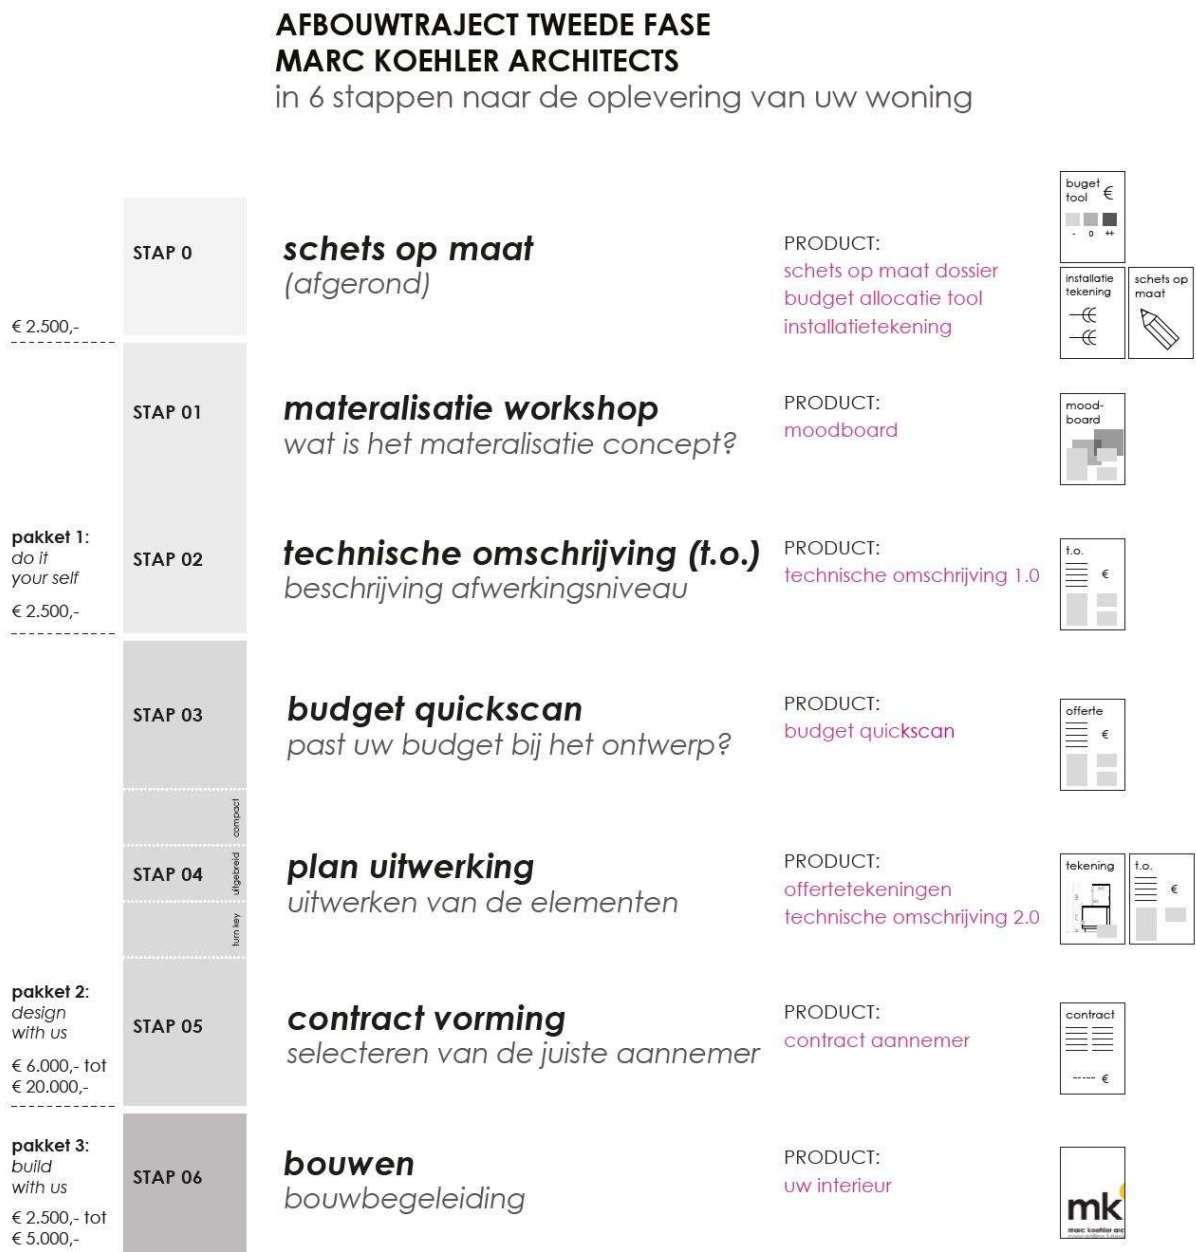 AFBOUWTRAJECT TWEEDE FASE
MARC KOEHLER ARCHITECTS
in 6 stappen naar de oplevering van uw woning
€ 2.500,-
STAP 0
schets op maat
(afgerond)
PRODUCT:
schets op maat dossier
budget allocatie tool
installatietekening
buget
tool €
- 0 ++
installatie
tekening
schets op
maat
STAP 01
materalisatie workshop
wat is het materalisatie concept?
PRODUCT:
moodboard
mood-
board
pakket 1:
do it
your self
€ 2.500,-
STAP 02
technische omschrijving (t.o.)
beschrijving afwerkingsniveau
PRODUCT:
technische omschrijving 1.0
t.o.
€
STAP 03
budget quickscan
past uw budget bij het ontwerp?
PRODUCT:
budget quickscan
offerte
€
compact
STAP 04
uitgebreid
turn key
plan uitwerking
uitwerken van de elementen
PRODUCT:
offertetekeningen
technische omschrijving 2.0
tekening
t.o.
€
pakket 2:
design
with us
€ 6.000,- tot
€ 20.000,-
STAP 05
contract vorming
selecteren van de juiste aannemer
PRODUCT:
contract aannemer
contract
----- €
pakket 3:
build
with us
€ 2.500,- tot
€ 5.000,-
STAP 06
bouwen
bouwbegeleiding
PRODUCT:
uw interieur
mk
marc koehler arc